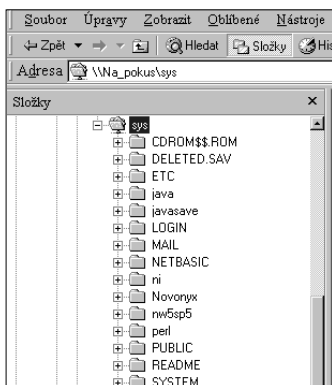 Soubor Úpravy Zobrazit Oblíbené Nástroje
Zpět Hledat Složky His
Adresa \\Na_pokus\sys
Složky
sys
CDROM$$.ROM
DELETED.SAV
ETC
java
javasave
LOGIN
MAIL
NETBASIC
ni
Novonyx
nw5sp5
perl
PUBLIC
README
SYSTEM